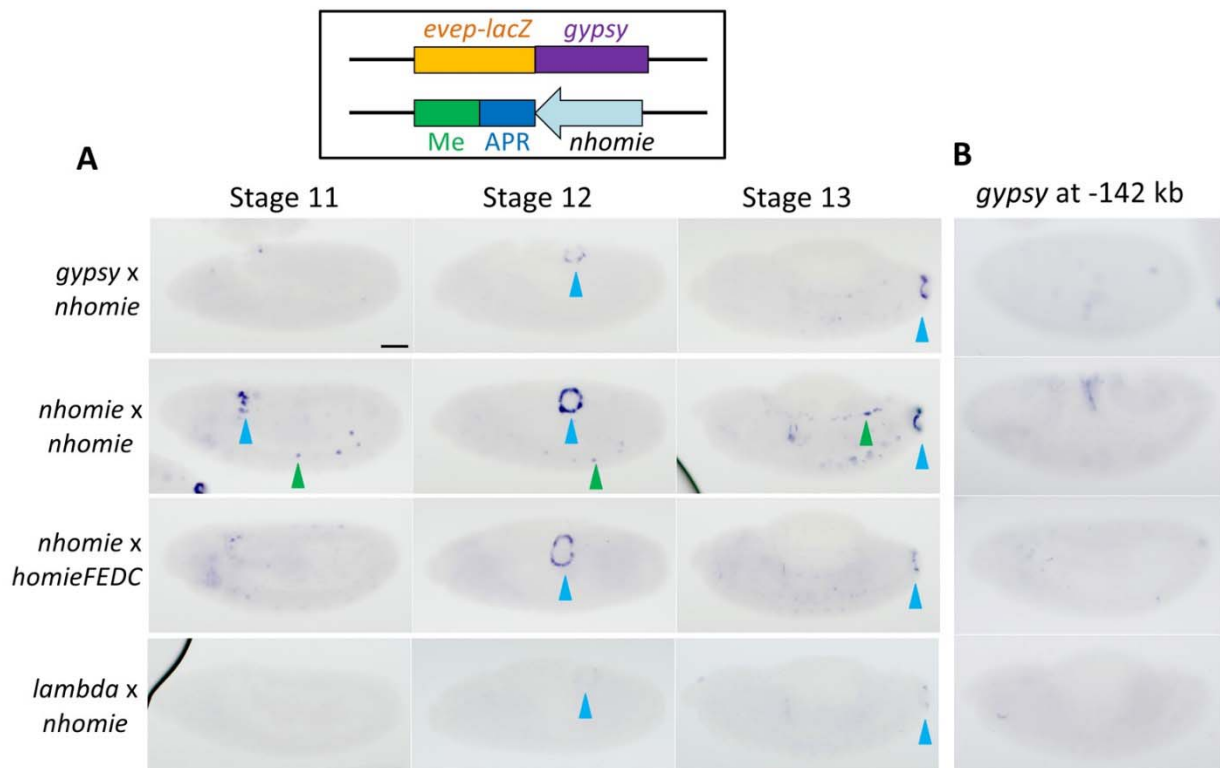 evep-lacZ gypsy
Me APR nhomie
A
B
Stage 11 Stage 12 Stage 13
gypsy at -142 kb
gypsy x
nhomie
nhomie x
nhomie
nhomie x
homieFEDC
lambda x
nhomie